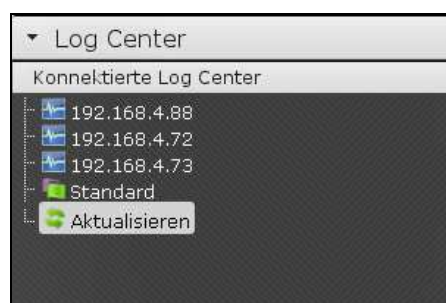 Log Center
Konnektierte Log Center
192.168.4.88
192.168.4.72
192.168.4.73
Standard
Aktualisieren